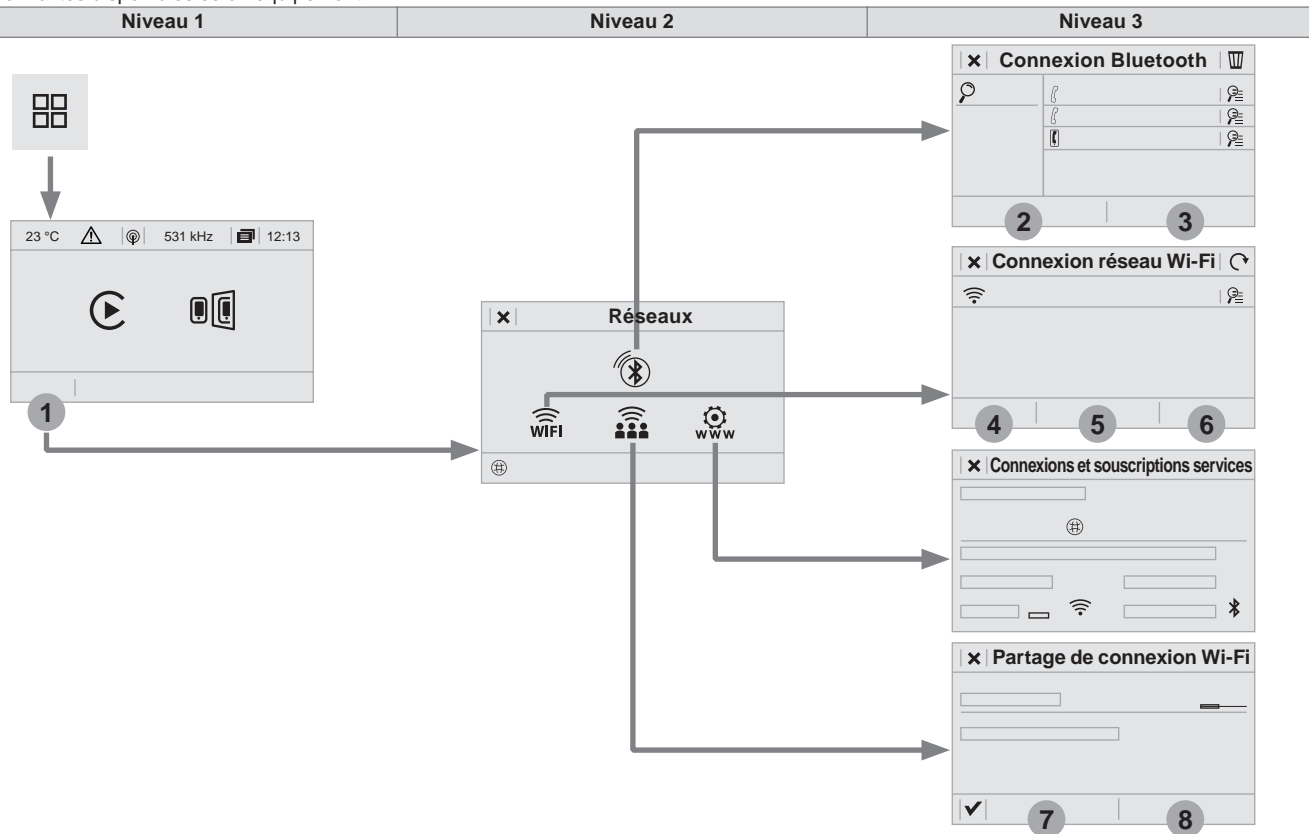 Niveau 1
Niveau 2
Niveau 3
23 °C 531 kHz 12:13
1
Réseaux
WIFI
www
Connexion Bluetooth
2 3
Connexion réseau Wi-Fi
4 5 6
Connexions et souscriptions services
Partage de connexion Wi-Fi
7 8